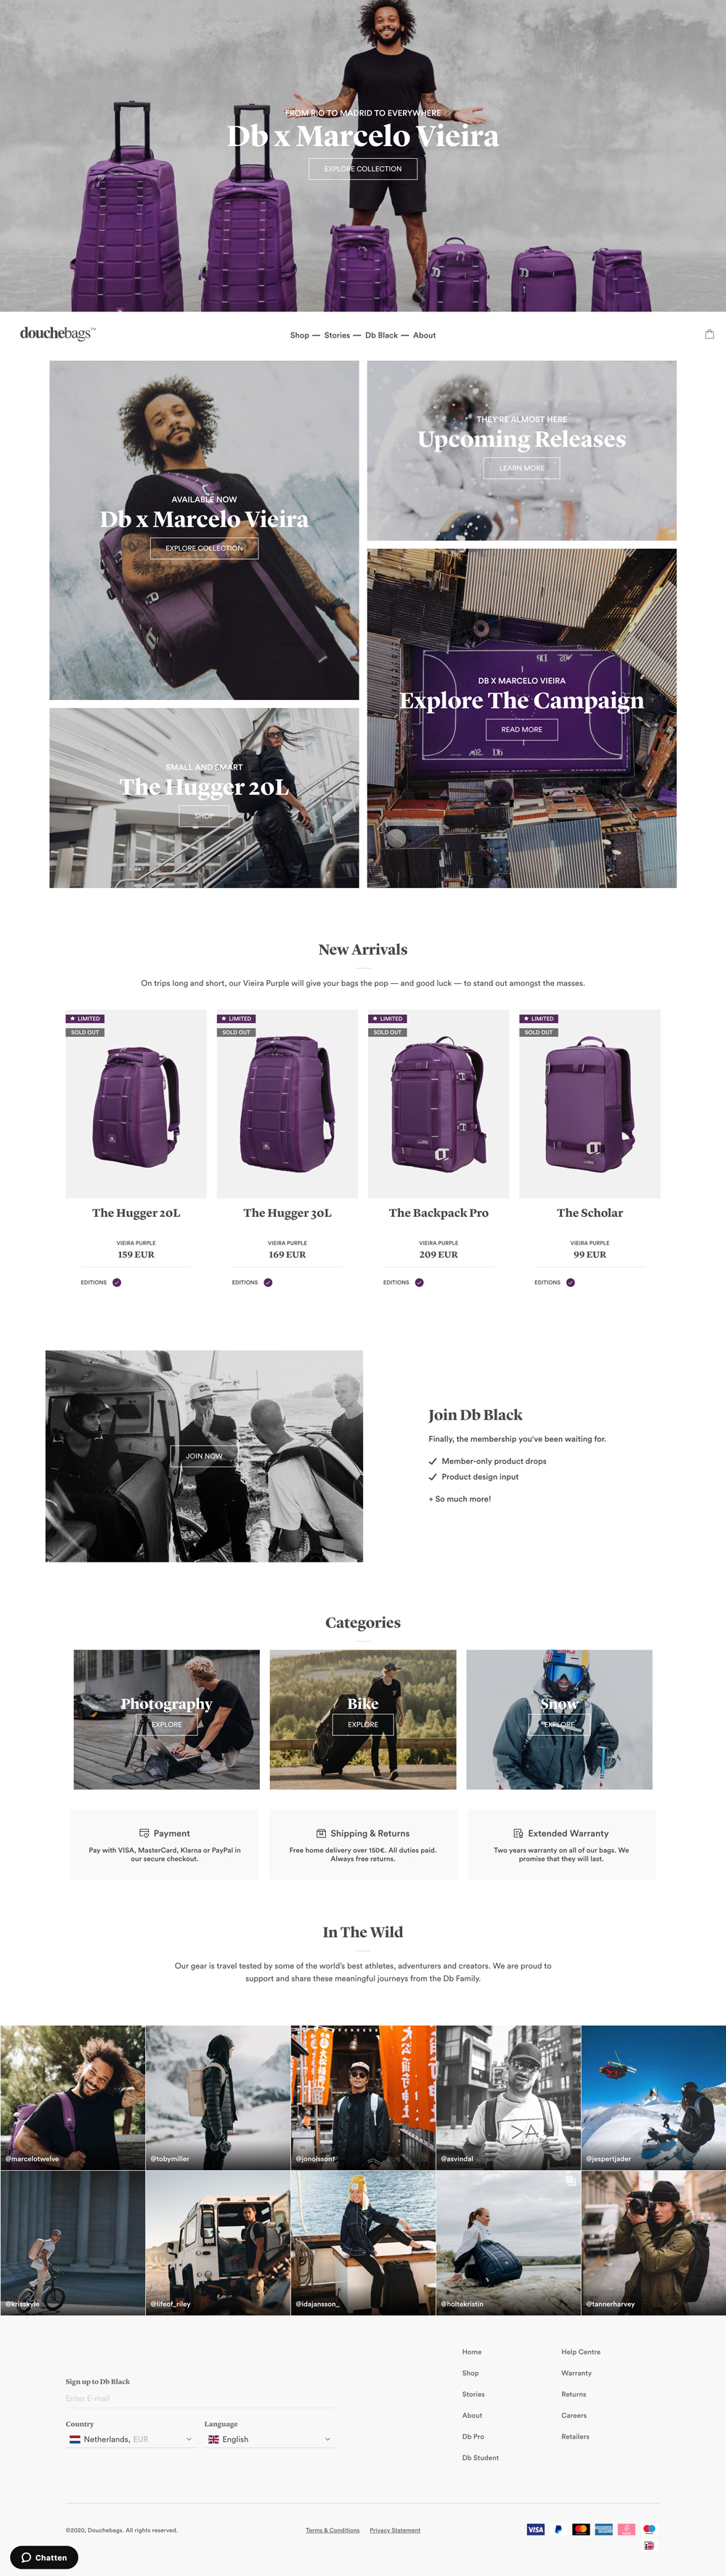 FROM RIO TO MADRID TO EVERYWHERE
Db x Marcelo Vieira
EXPLORE COLLECTION
douchebags™
Shop — Stories — Db Black — About
AVAILABLE NOW
Db x Marcelo Vieira
EXPLORE COLLECTION
THEY'RE ALMOST HERE
Upcoming Releases
LEARN MORE
DB X MARCELO VIEIRA
Explore The Campaign
READ MORE
SMALL AND SMART
The Hugger 20L
SHOP
New Arrivals
On trips long and short, our Vieira Purple will give your bags the pop — and good luck — to stand out amongst the masses.
LIMITED
SOLD OUT
The Hugger 20L
VIEIRA PURPLE
159 EUR
EDITIONS
LIMITED
SOLD OUT
The Hugger 30L
VIEIRA PURPLE
169 EUR
EDITIONS
LIMITED
SOLD OUT
The Backpack Pro
VIEIRA PURPLE
209 EUR
EDITIONS
LIMITED
SOLD OUT
The Scholar
VIEIRA PURPLE
99 EUR
EDITIONS
JOIN NOW
Join Db Black
Finally, the membership you've been waiting for.
Member-only product drops
Product design input
+ So much more!
Categories
Photography
EXPLORE
Bike
EXPLORE
Snow
EXPLORE
Payment
Pay with VISA, MasterCard, Klarna or PayPal in
our secure checkout.
Shipping & Returns
Free home delivery over 150€. All duties paid.
Always free returns.
Extended Warranty
Two years warranty on all of our bags. We
promise that they will last.
In The Wild
Our gear is travel tested by some of the world's best athletes, adventurers and creators. We are proud to
support and share these meaningful journeys from the Db Family.
@marcelotwelve
@tobymiller
@jonolsson1
@asvindal
@jespertjader
@kriskyle
@lifeof_riley
@idajansson_
@holtekristin
@tannerharvey
Sign up to Db Black
Enter E-mail
Country
Netherlands, EUR
Language
English
Home
Shop
Stories
About
Db Pro
Db Student
Help Centre
Warranty
Returns
Careers
Retailers
©2020, Douchebags. All rights reserved.
Terms & Conditions
Privacy Statement
VISA
Chatten